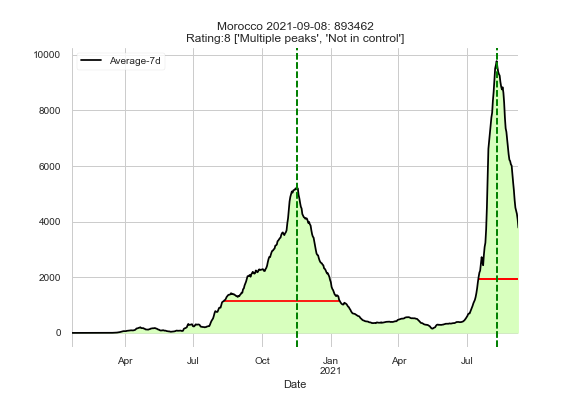 Morocco 2021-09-08: 893462
Rating:8 ['Multiple peaks', 'Not in control']
Average-7d
10000
8000
6000
4000
2000
0
Apr Jul Oct Jan Apr Jul
2021
Date